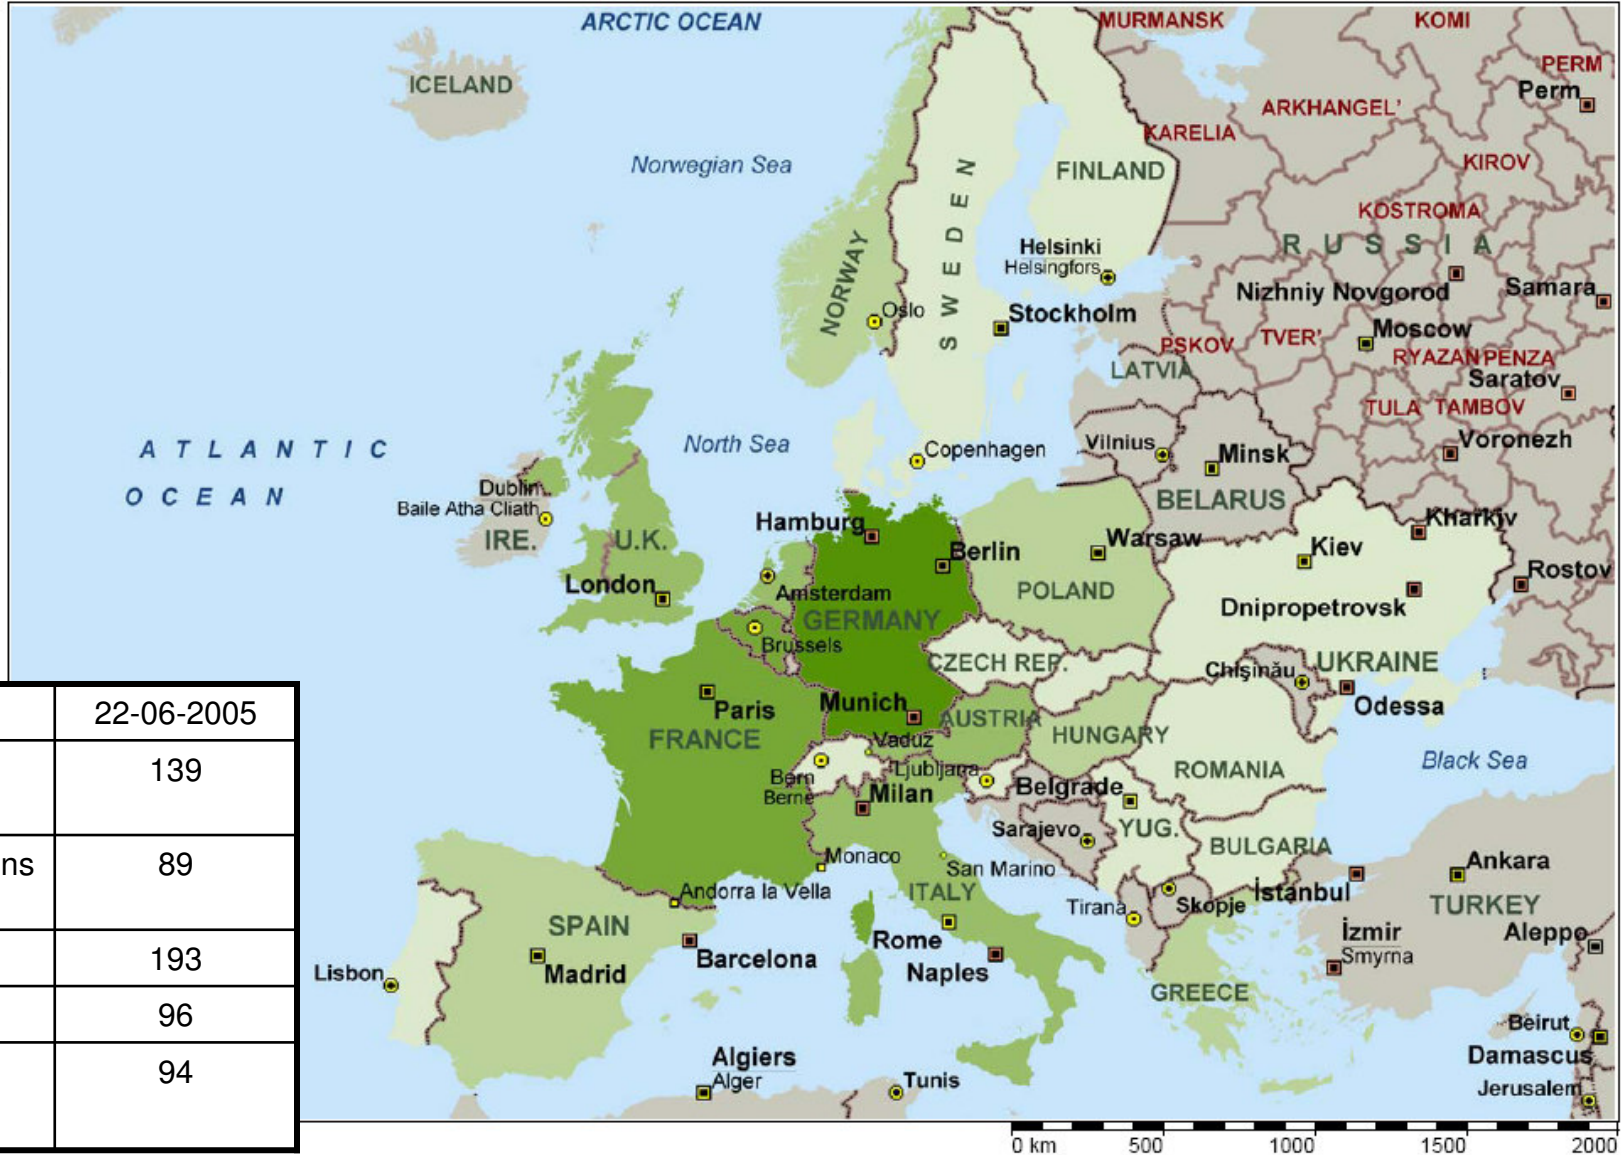 ARCTIC OCEAN
MURMANSK
KOMI
ICELAND
PERM
Perm
ARKHANGEL'
KARELIA
Norwegian Sea
FINLAND
KIROV
SWEDEN
KOSTROMA
RUSSIA
NORWAY
Helsinki
Helsingfors
Nizhniy Novgorod
Samara
Oslo
Stockholm
Moscow
PSKOV
TVER'
RYAZAN
PENZA
LATVIA
Saratov
TULA
TAMBOV
ATLANTIC
OCEAN
North Sea
Copenhagen
Vilnius
Minsk
Voronezh
Dublin
Baile Atha Cliath
BELARUS
IRE.
U.K.
Hamburg
Berlin
Warsaw
Kharkiv
Kiev
London
Amsterdam
GERMANY
POLAND
Rostov
Dnipropetrovsk
Brussels
CZECH REP.
Chişinău
UKRAINE
Paris
Munich
AUSTRIA
Odessa
FRANCE
Vaduz
HUNGARY
Black Sea
Bern
Berne
Ljubljana
ROMANIA
Milan
Belgrade
Sarajevo
YUG.
BULGARIA
Monaco
San Marino
Ankara
Andorra la Vella
ITALY
Tirana
Skopje
İstanbul
TURKEY
SPAIN
Rome
İzmir
Smyrna
Aleppo
Lisbon
Madrid
Barcelona
Naples
GREECE
Beirut
Damascus
Algiers
Alger
Tunis
Jerusalem
0 km 500 1000 1500 2000
22-06-2005
139
ns 89
193
96
94